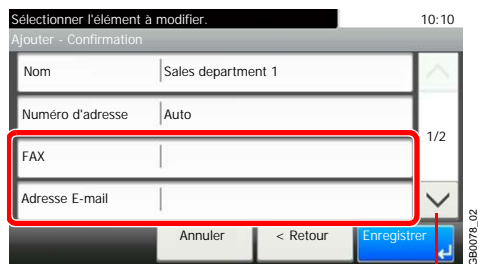 Sélectionner l'élément à modifier. 10:10
Ajouter - Confirmation
Nom Sales department 1
Numéro d'adresse Auto
1/2
FAX
Adresse E-mail
Annuler < Retour Enregistrer
GB0078_02